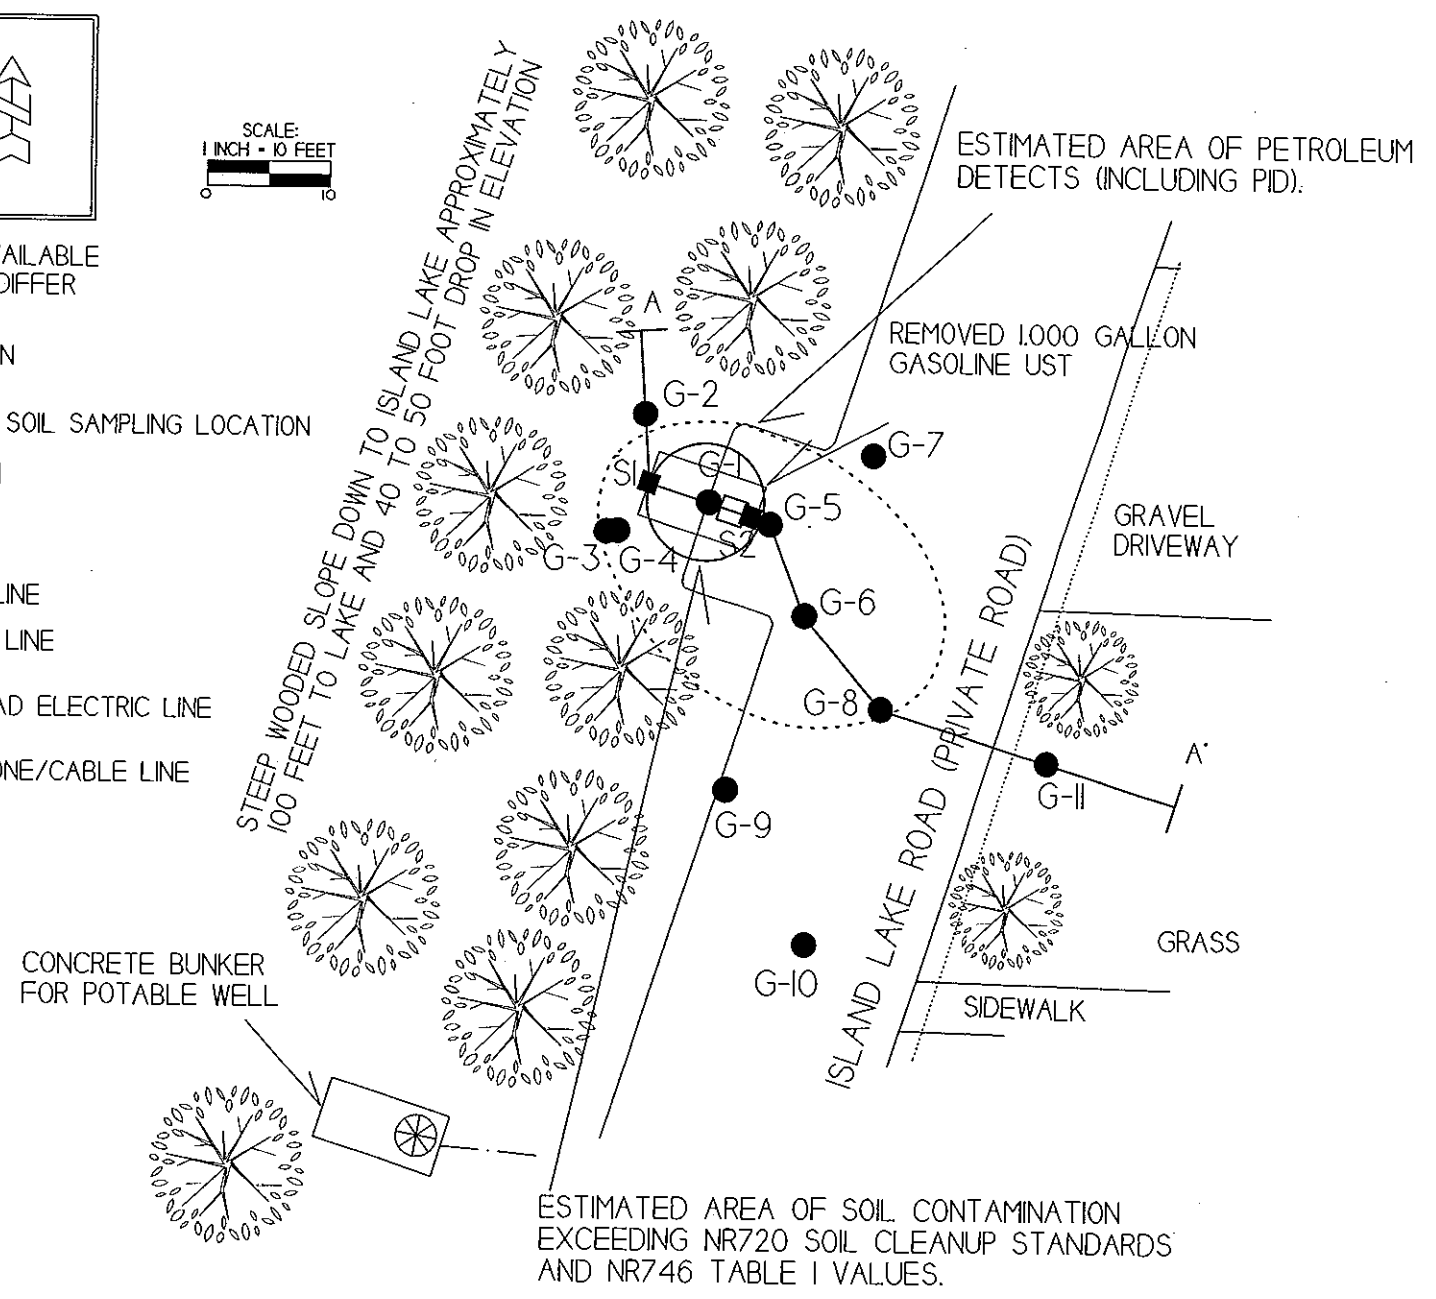 SCALE:
1 INCH = 10 FEET
0 10
STEEP WOODED SLOPE DOWN TO ISLAND LAKE APPROXIMATELY
100 FEET TO LAKE AND 40 TO 50 FOOT DROP IN ELEVATION
ESTIMATED AREA OF PETROLEUM
DETECTS (INCLUDING PID).
REMOVED 1,000 GALLON
GASOLINE UST
A
G-2
G-7
S1
G-1
G-5
S2
G-3
G-4
G-6
G-8
G-9
G-10
G-11
A'
GRAVEL
DRIVEWAY
ISLAND LAKE ROAD (PRIVATE ROAD)
GRASS
SIDEWALK
SOIL SAMPLING LOCATION
LINE
AD ELECTRIC LINE
ONE/CABLE LINE
DIFFER
CONCRETE BUNKER
FOR POTABLE WELL
ESTIMATED AREA OF SOIL CONTAMINATION
EXCEEDING NR720 SOIL CLEANUP STANDARDS
AND NR746 TABLE 1 VALUES.